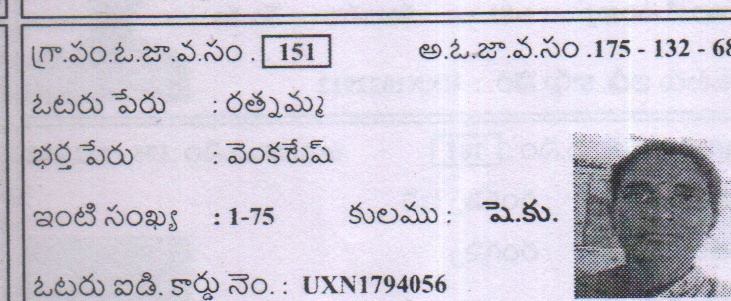 గ్రా.పం.ఓ.జా.వ.సం . 151 అ.ఓ.జా.వ.సం .175 - 132 - 68
ఓటరు పేరు : రత్నమ్మ
భర్త పేరు : వెంకటేష్
ఇంటి సంఖ్య : 1-75 కులము : షె.కు.
ఓటరు ఐడి. కార్డు నెం. : UXN1794056